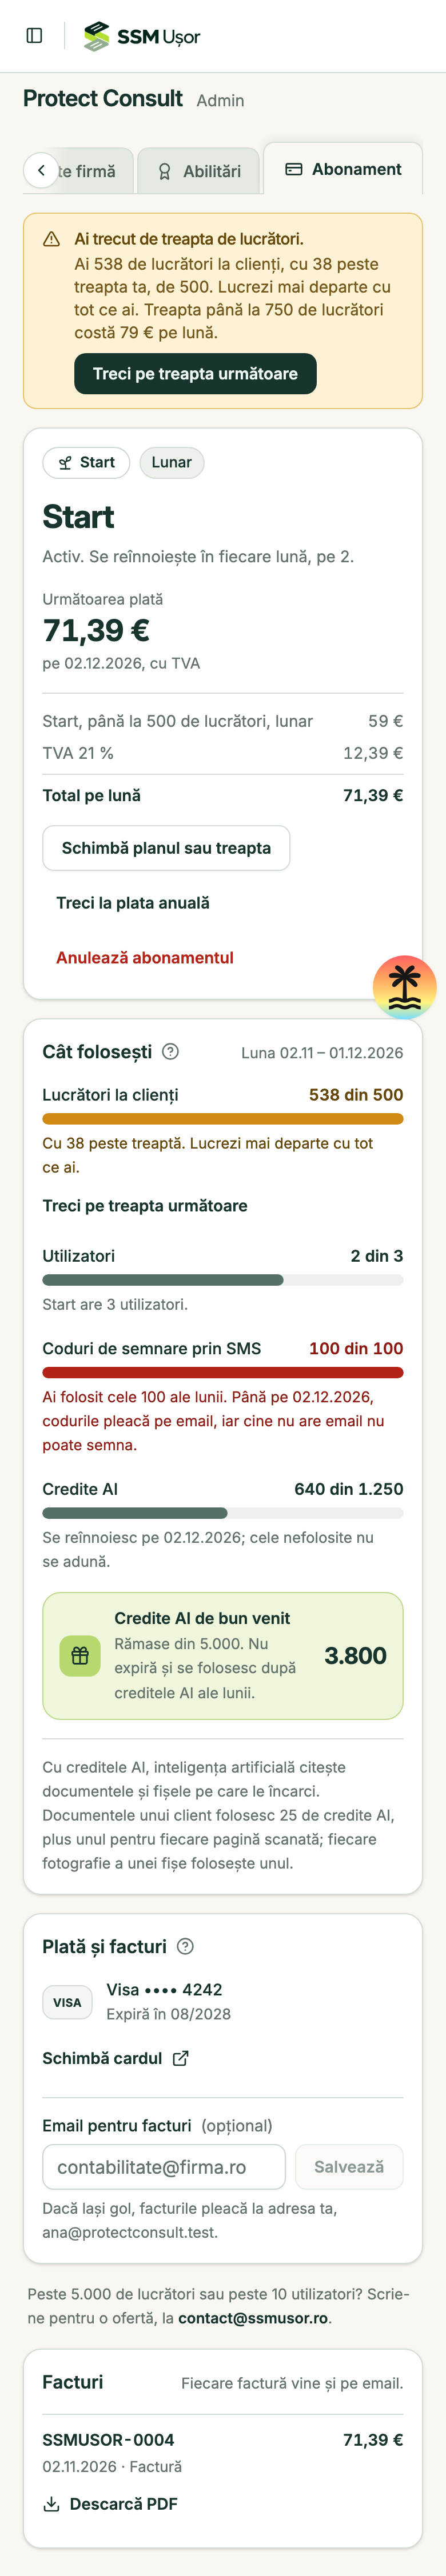 SSM Ușor
Protect Consult Admin
te firmă
Abilitări
Abonament
Ai trecut de treapta de lucrători.
Ai 538 de lucrători la clienți, cu 38 peste
treapta ta, de 500. Lucrezi mai departe cu
tot ce ai. Treapta până la 750 de lucrători
costă 79 € pe lună.
Treci pe treapta următoare
Start
Lunar
Start
Activ. Se reînnoiește în fiecare lună, pe 2.
Următoarea plată
71,39 €
pe 02.12.2026, cu TVA
Start, până la 500 de lucrători, lunar 59 €
TVA 21 % 12,39 €
Total pe lună 71,39 €
Schimbă planul sau treapta
Treci la plata anuală
Anulează abonamentul
Cât folosești Luna 02.11 – 01.12.2026
Lucrători la clienți 538 din 500
Cu 38 peste treaptă. Lucrezi mai departe cu tot
ce ai.
Treci pe treapta următoare
Utilizatori 2 din 3
Start are 3 utilizatori.
Coduri de semnare prin SMS 100 din 100
Ai folosit cele 100 ale lunii. Până pe 02.12.2026,
codurile pleacă pe email, iar cine nu are email nu
poate semna.
Credite AI 640 din 1.250
Se reînnoiesc pe 02.12.2026; cele nefolosite nu
se adună.
Credite AI de bun venit
Rămase din 5.000. Nu
expiră și se folosesc după
creditele AI ale lunii.
3.800
Cu creditele AI, inteligența artificială citește
documentele și fișele pe care le încarci.
Documentele unui client folosesc 25 de credite AI,
plus unul pentru fiecare pagină scanată; fiecare
fotografie a unei fișe folosește unul.
Plată și facturi
VISA
Visa •••• 4242
Expiră în 08/2028
Schimbă cardul
Email pentru facturi (opțional)
contabilitate@firma.ro
Salvează
Dacă lași gol, facturile pleacă la adresa ta,
ana@protectconsult.test.
Peste 5.000 de lucrători sau peste 10 utilizatori? Scrie-
ne pentru o ofertă, la contact@ssmusor.ro.
Facturi Fiecare factură vine și pe email.
SSMUSOR-0004 71,39 €
02.11.2026 · Factură
Descarcă PDF